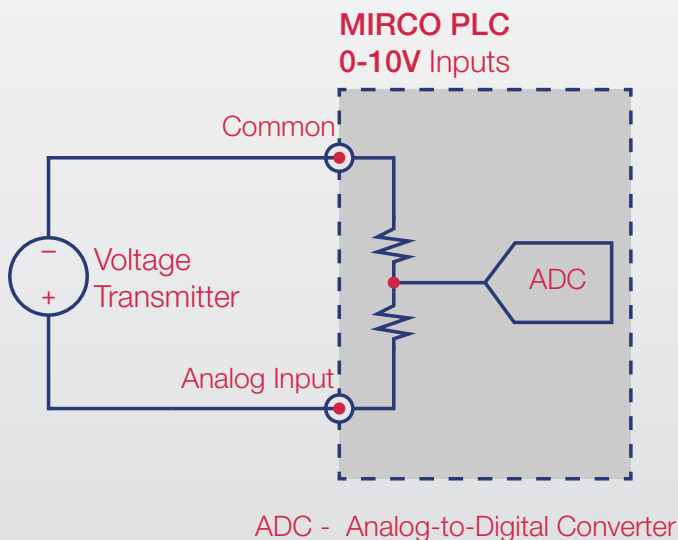 MIRCO PLC
0-10V Inputs
Common
−
+
Voltage
Transmitter
ADC
Analog Input
ADC - Analog-to-Digital Converter